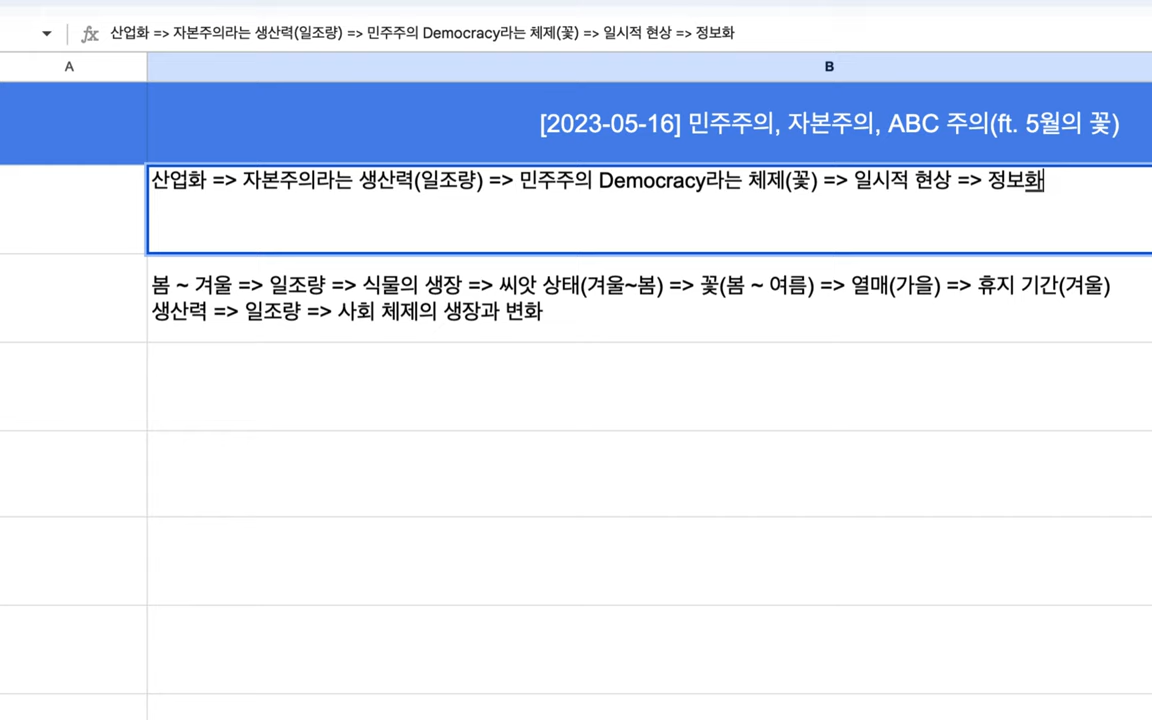 산업화 => 자본주의라는 생산력(일조량) => 민주주의 Democracy라는 체제(꽃) => 일시적 현상 => 정보화
A
B
[2023-05-16] 민주주의, 자본주의, ABC 주의(ft. 5월의 꽃)
산업화 => 자본주의라는 생산력(일조량) => 민주주의 Democracy라는 체제(꽃) => 일시적 현상 => 정보화
봄 ~ 겨울 => 일조량 => 식물의 생장 => 씨앗 상태(겨울~봄) => 꽃(봄 ~ 여름) => 열매(가을) => 휴지 기간(겨울)
생산력 => 일조량 => 사회 체제의 생장과 변화